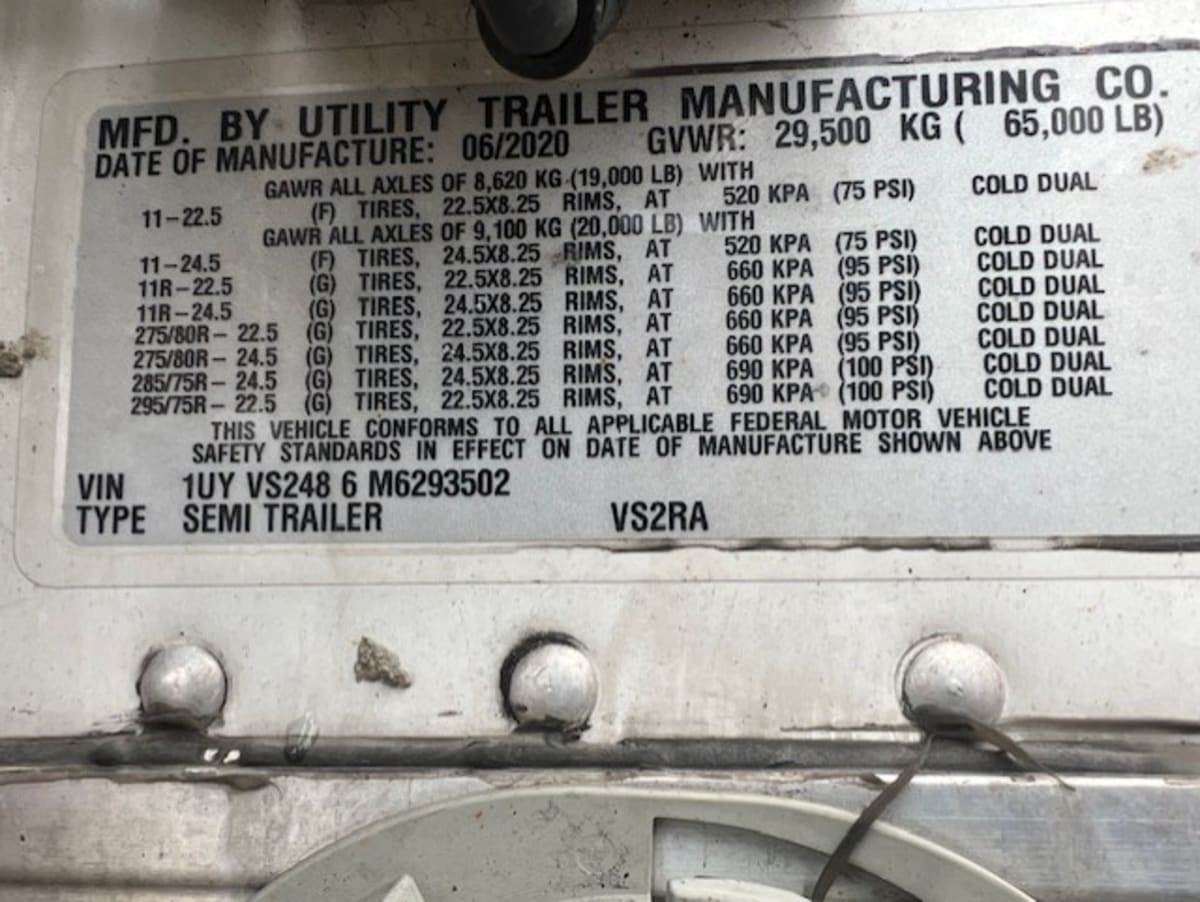 MFD. BY UTILITY TRAILER MANUFACTURING CO.
DATE OF MANUFACTURE: 06/2020 GVWR: 29,500 KG ( 65,000 LB)
GAWR ALL AXLES OF 8,620 KG (19,000 LB) WITH
11-22.5 (F) TIRES, 22.5X8.25 RIMS, AT 520 KPA (75 PSI) COLD DUAL
GAWR ALL AXLES OF 9,100 KG (20,000 LB) WITH
11-24.5 (F) TIRES, 24.5X8.25 RIMS, AT 520 KPA (75 PSI) COLD DUAL
11R-22.5 (G) TIRES, 22.5X8.25 RIMS, AT 660 KPA (95 PSI) COLD DUAL
11R-24.5 (G) TIRES, 24.5X8.25 RIMS, AT 660 KPA (95 PSI) COLD DUAL
275/80R- 22.5 (G) TIRES, 22.5X8.25 RIMS, AT 660 KPA (95 PSI) COLD DUAL
275/80R- 24.5 (G) TIRES, 24.5X8.25 RIMS, AT 660 KPA (95 PSI) COLD DUAL
285/75R- 24.5 (G) TIRES, 24.5X8.25 RIMS, AT 690 KPA (100 PSI) COLD DUAL
295/75R- 22.5 (G) TIRES, 22.5X8.25 RIMS, AT 690 KPA (100 PSI) COLD DUAL
THIS VEHICLE CONFORMS TO ALL APPLICABLE FEDERAL MOTOR VEHICLE
SAFETY STANDARDS IN EFFECT ON DATE OF MANUFACTURE SHOWN ABOVE
VIN 1UY VS248 6 M6293502
TYPE SEMI TRAILER VS2RA